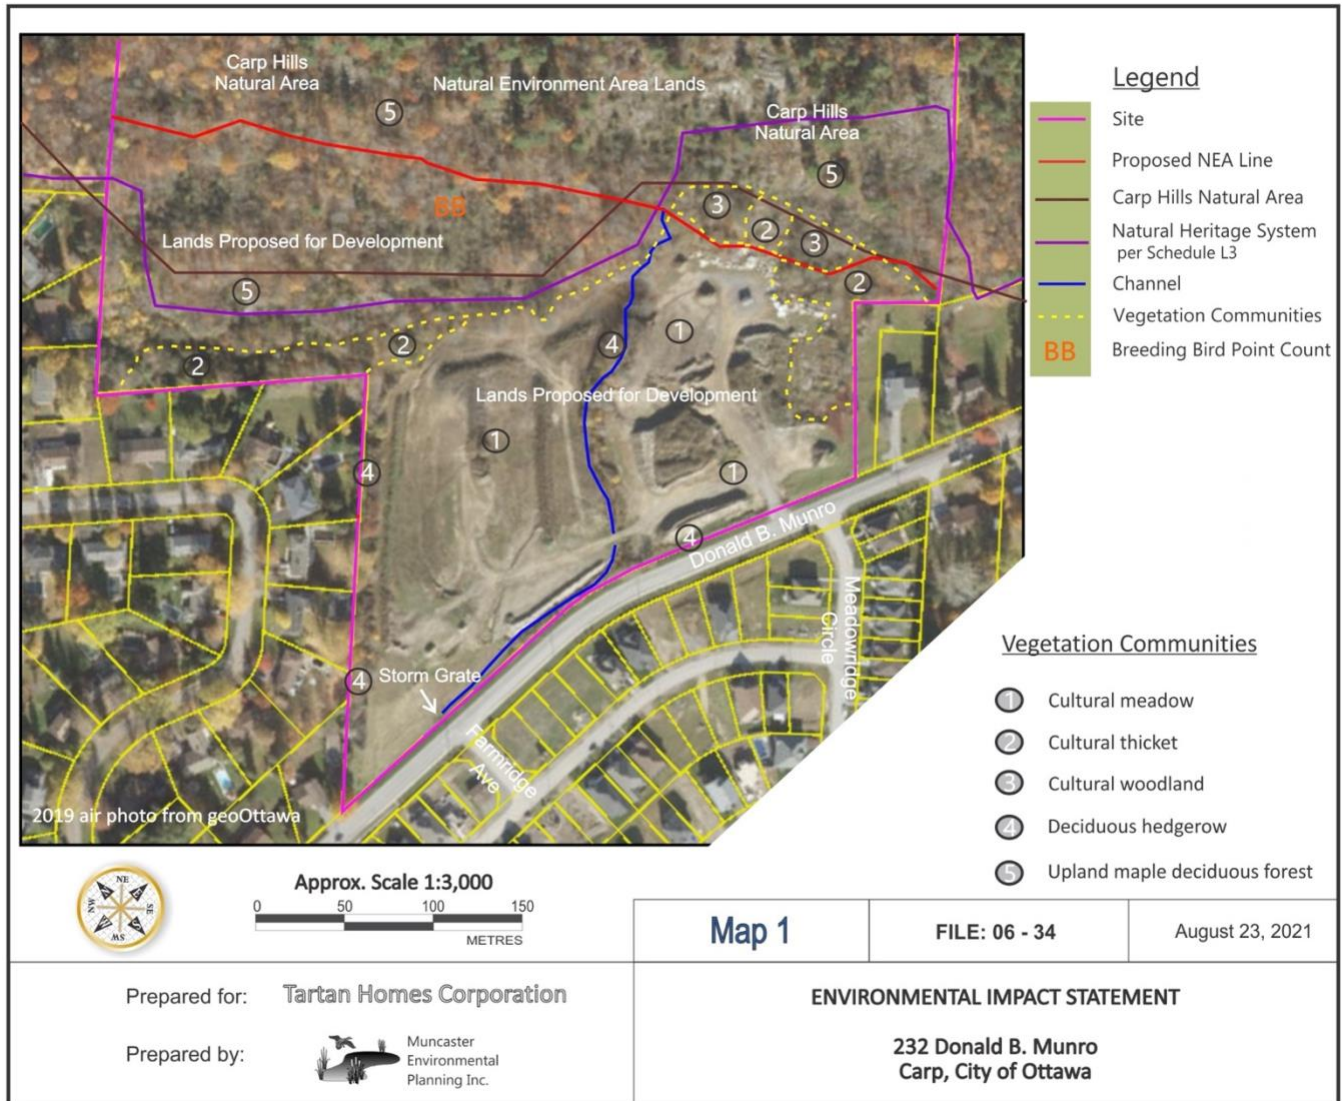 Carp Hills
Natural Area
Natural Environment Area Lands
5
Carp Hills
Natural Area
5
BB
3
2
3
Lands Proposed for Development
5
2
1
4
2
2
Lands Proposed for Development
1
4
1
4
Donald B. Munro
Meadowridge
Circle
4
Storm Grate
Farmridge
Ave
2019 air photo from geoOttawa
Legend
Site
Proposed NEA Line
Carp Hills Natural Area
Natural Heritage System
per Schedule L3
Channel
Vegetation Communities
BB Breeding Bird Point Count
Vegetation Communities
1 Cultural meadow
2 Cultural thicket
3 Cultural woodland
4 Deciduous hedgerow
5 Upland maple deciduous forest
NE
NW
SE
SW
N
E
S
W
Approx. Scale 1:3,000
0 50 100 150
METRES
Map 1
FILE: 06 - 34
August 23, 2021
Prepared for: Tartan Homes Corporation
Prepared by:
Muncaster
Environmental
Planning Inc.
ENVIRONMENTAL IMPACT STATEMENT
232 Donald B. Munro
Carp, City of Ottawa